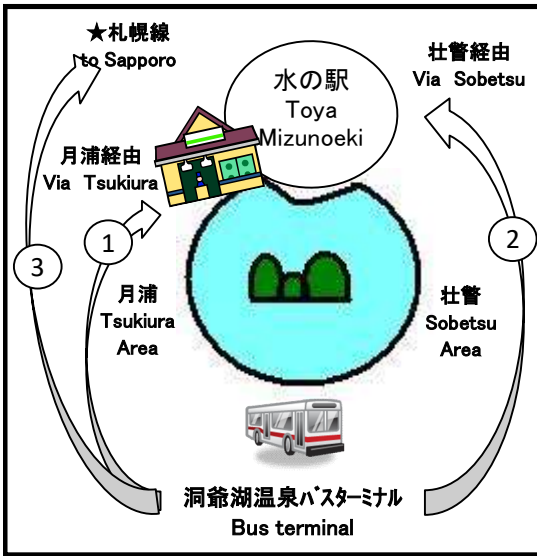 ★札幌線
to Sapporo
壮瞥経由
Via Sobetsu
水の駅
Toya
Mizunoeki
月浦経由
Via Tsukiura
1
2
3
月浦
Tsukiura
Area
壮瞥
Sobetsu
Area
洞爺湖温泉ﾊﾞｽﾀｰﾐﾅﾙ
Bus terminal